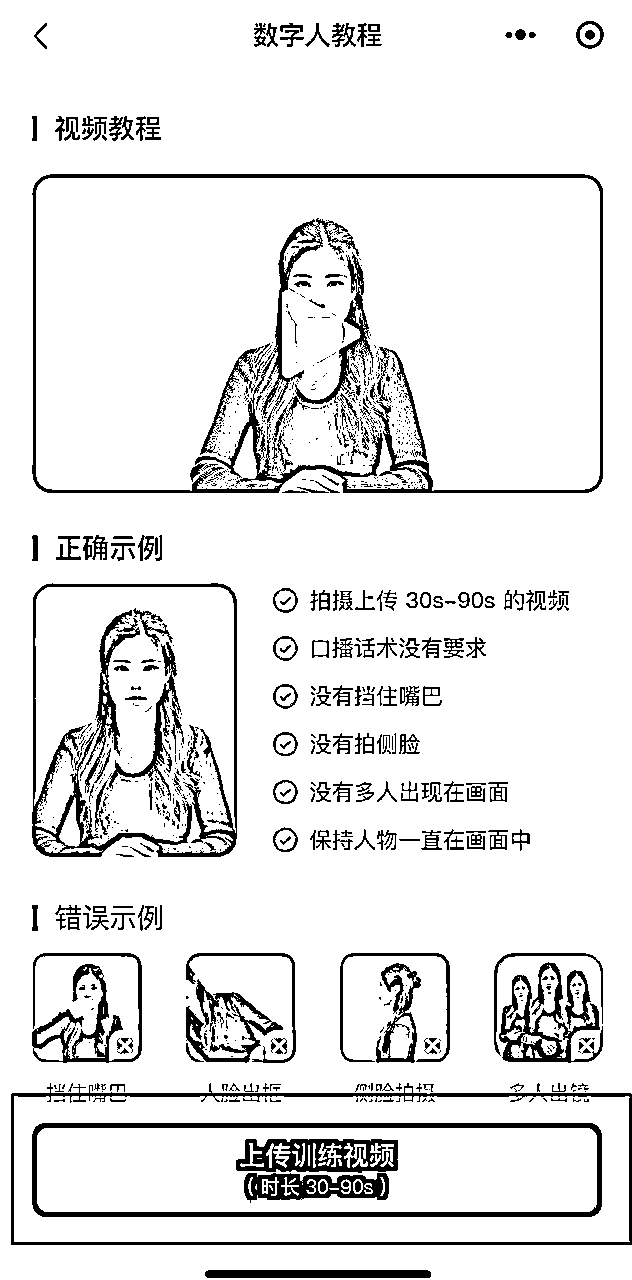 数字人教程
视频教程
正确示例
拍摄上传 30s-90s 的视频
口播话术没有要求
没有挡住嘴巴
没有拍侧脸
没有多人出现在画面
保持人物一直在画面中
错误示例
挡住嘴巴 人脸出框 侧脸拍摄 多人出镜
上传训练视频
(时长 30-90s)